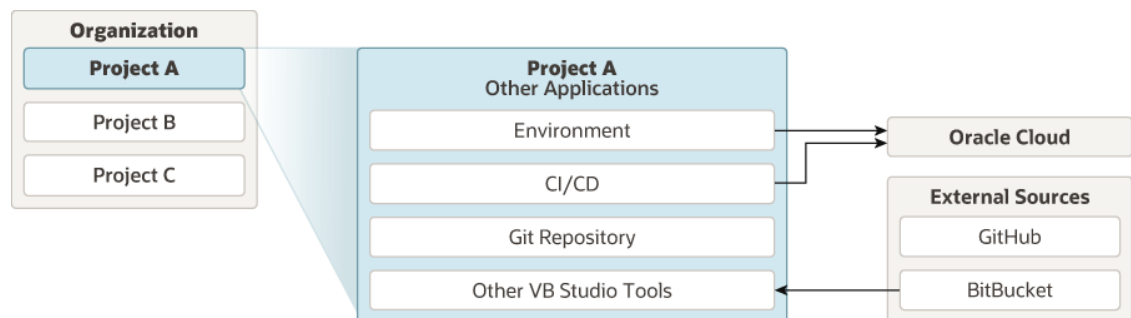 Organization
Project A
Project B
Project C
Project A
Other Applications
Environment
CI/CD
Git Repository
Other VB Studio Tools
Oracle Cloud
External Sources
GitHub
BitBucket